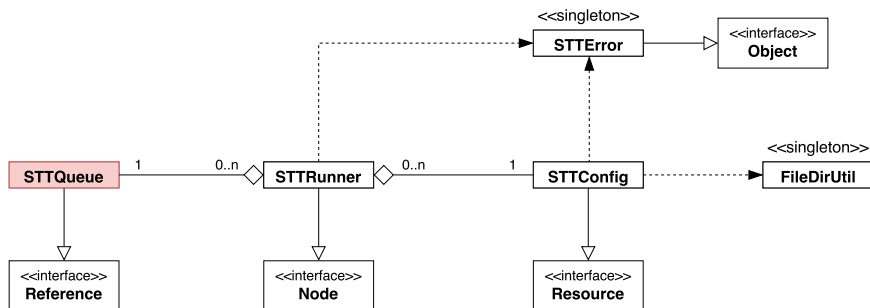 <<singleton>>
STTError
<<interface>>
Object
<<singleton>>
1
0..n
0..n
1
STTQueue
STTRunner
STTConfig
FileDirUtil
<<interface>>
Reference
<<interface>>
Node
<<interface>>
Resource